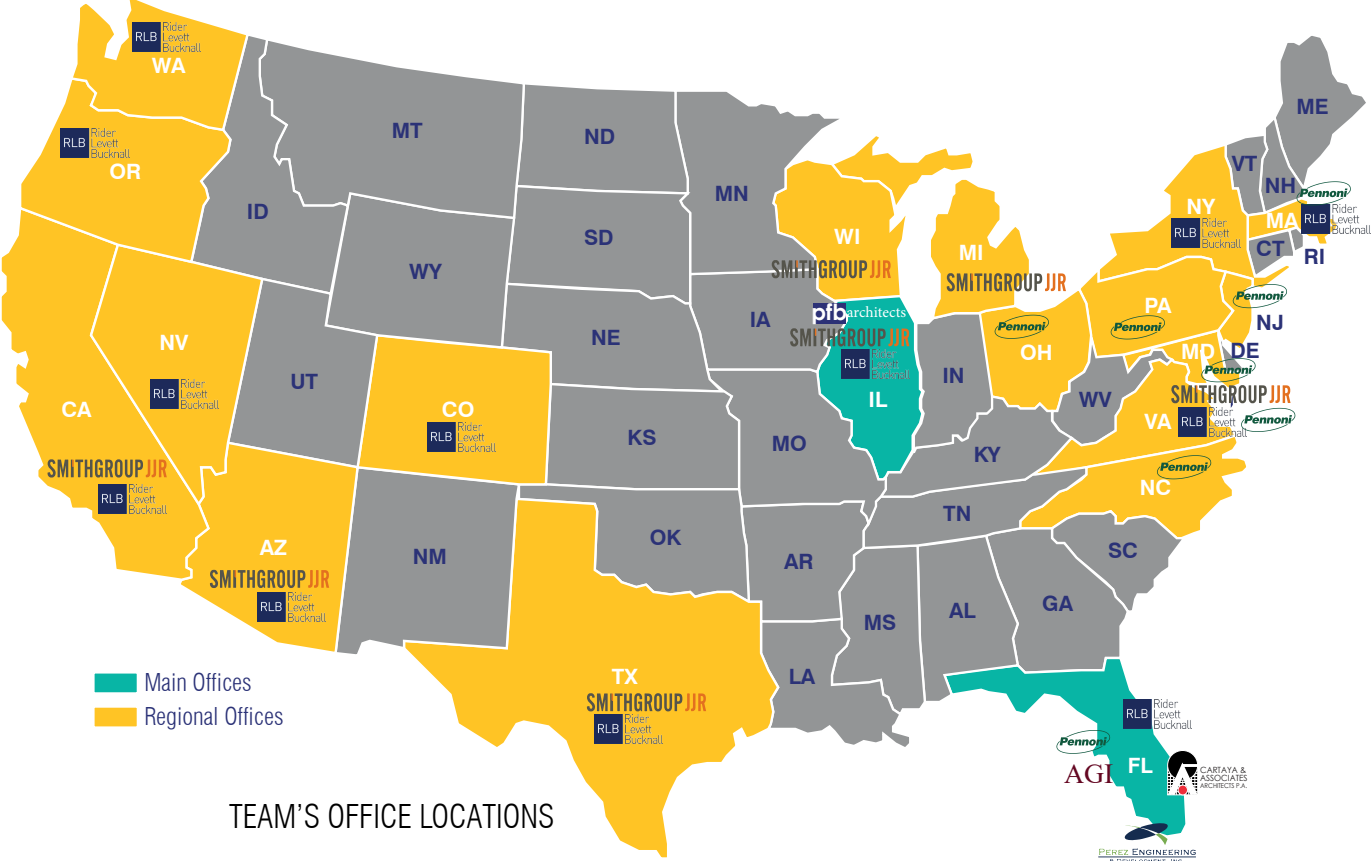 RLB
Rider
Levett
Bucknall
WA
RLB
Rider
Levett
Bucknall
OR
MT
ND
MN
ID
SD
WY
WI
SMITHGROUP JJR
MI
SMITHGROUP JJR
ME
VT
NH
Pennoni
NY
RLB
Rider
Levett
Bucknall
MA
RLB
Rider
Levett
Bucknall
CT
RI
NV
RLB
Rider
Levett
Bucknall
UT
NE
IA
pfb architects
SMITHGROUP JJR
RLB
Rider
Levett
Bucknall
IL
IN
Pennoni
OH
PA
Pennoni
Pennoni
NJ
MD
DE
Pennoni
SMITHGROUP JJR
WV
VA
RLB
Rider
Levett
Bucknall
Pennoni
CA
SMITHGROUP JJR
RLB
Rider
Levett
Bucknall
CO
RLB
Rider
Levett
Bucknall
KS
MO
KY
Pennoni
NC
AZ
SMITHGROUP JJR
RLB
Rider
Levett
Bucknall
NM
OK
AR
TN
SC
MS
AL
GA
TX
SMITHGROUP JJR
RLB
Rider
Levett
Bucknall
LA
RLB
Rider
Levett
Bucknall
Pennoni
AGI
FL
CARTAYA &
ASSOCIATES
ARCHITECTS P.A.
PEREZ ENGINEERING
& DEVELOPMENT, INC.
Main Offices
Regional Offices
TEAM'S OFFICE LOCATIONS